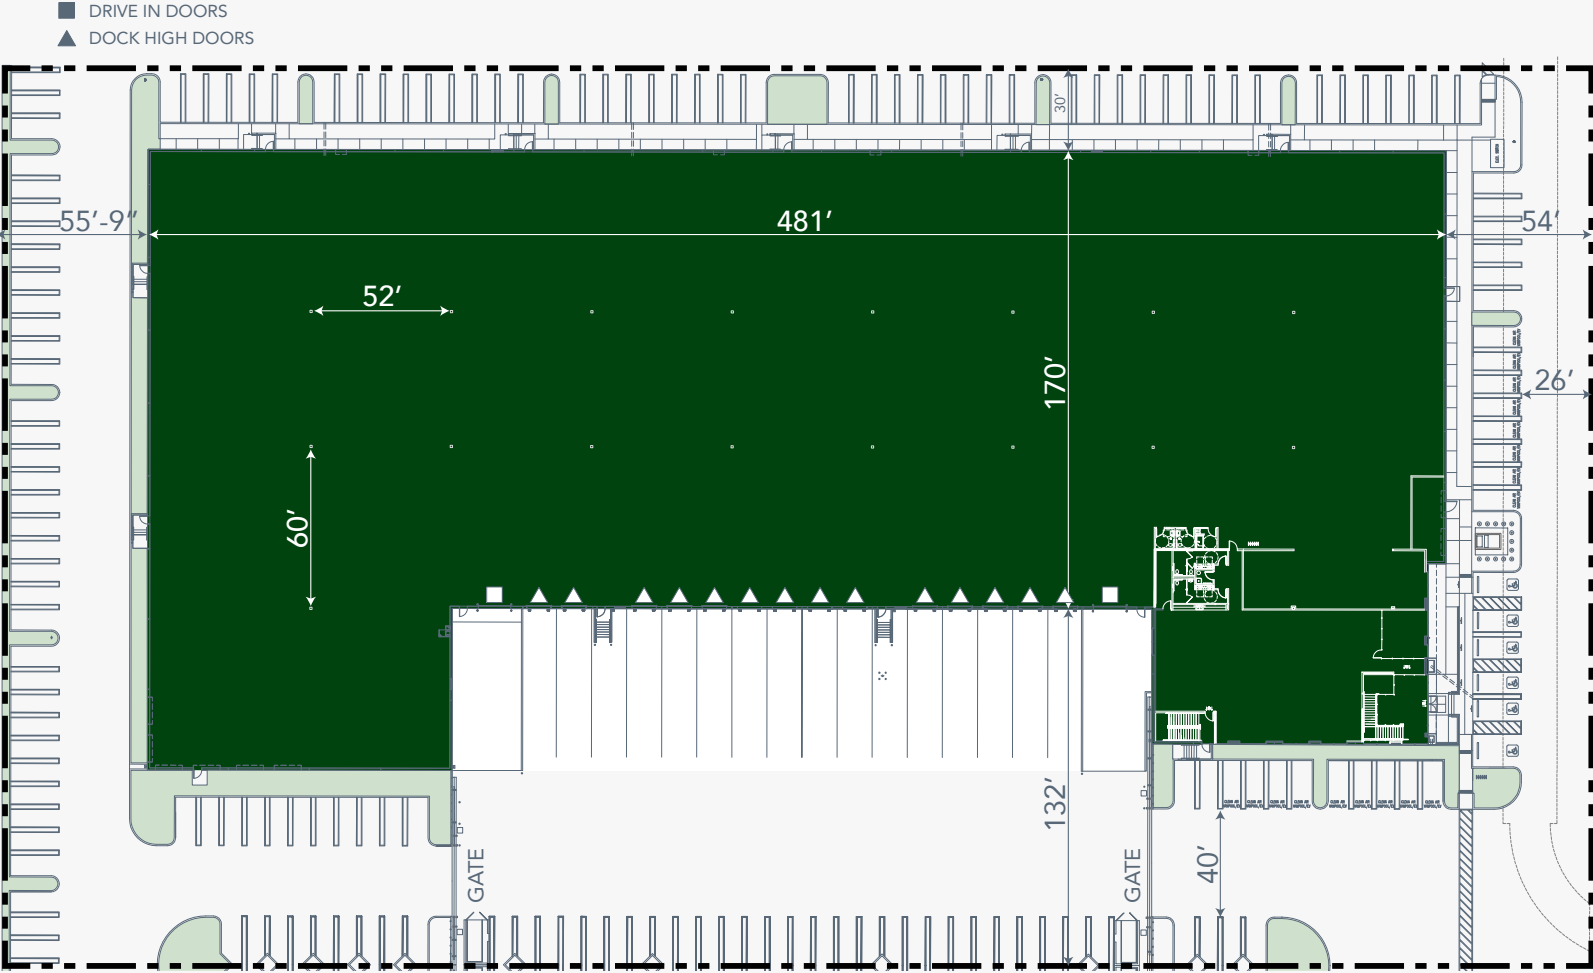 DRIVE IN DOORS
DOCK HIGH DOORS
30'
55'-9"
481'
54'
52'
170'
26'
60'
132'
40'
GATE
GATE